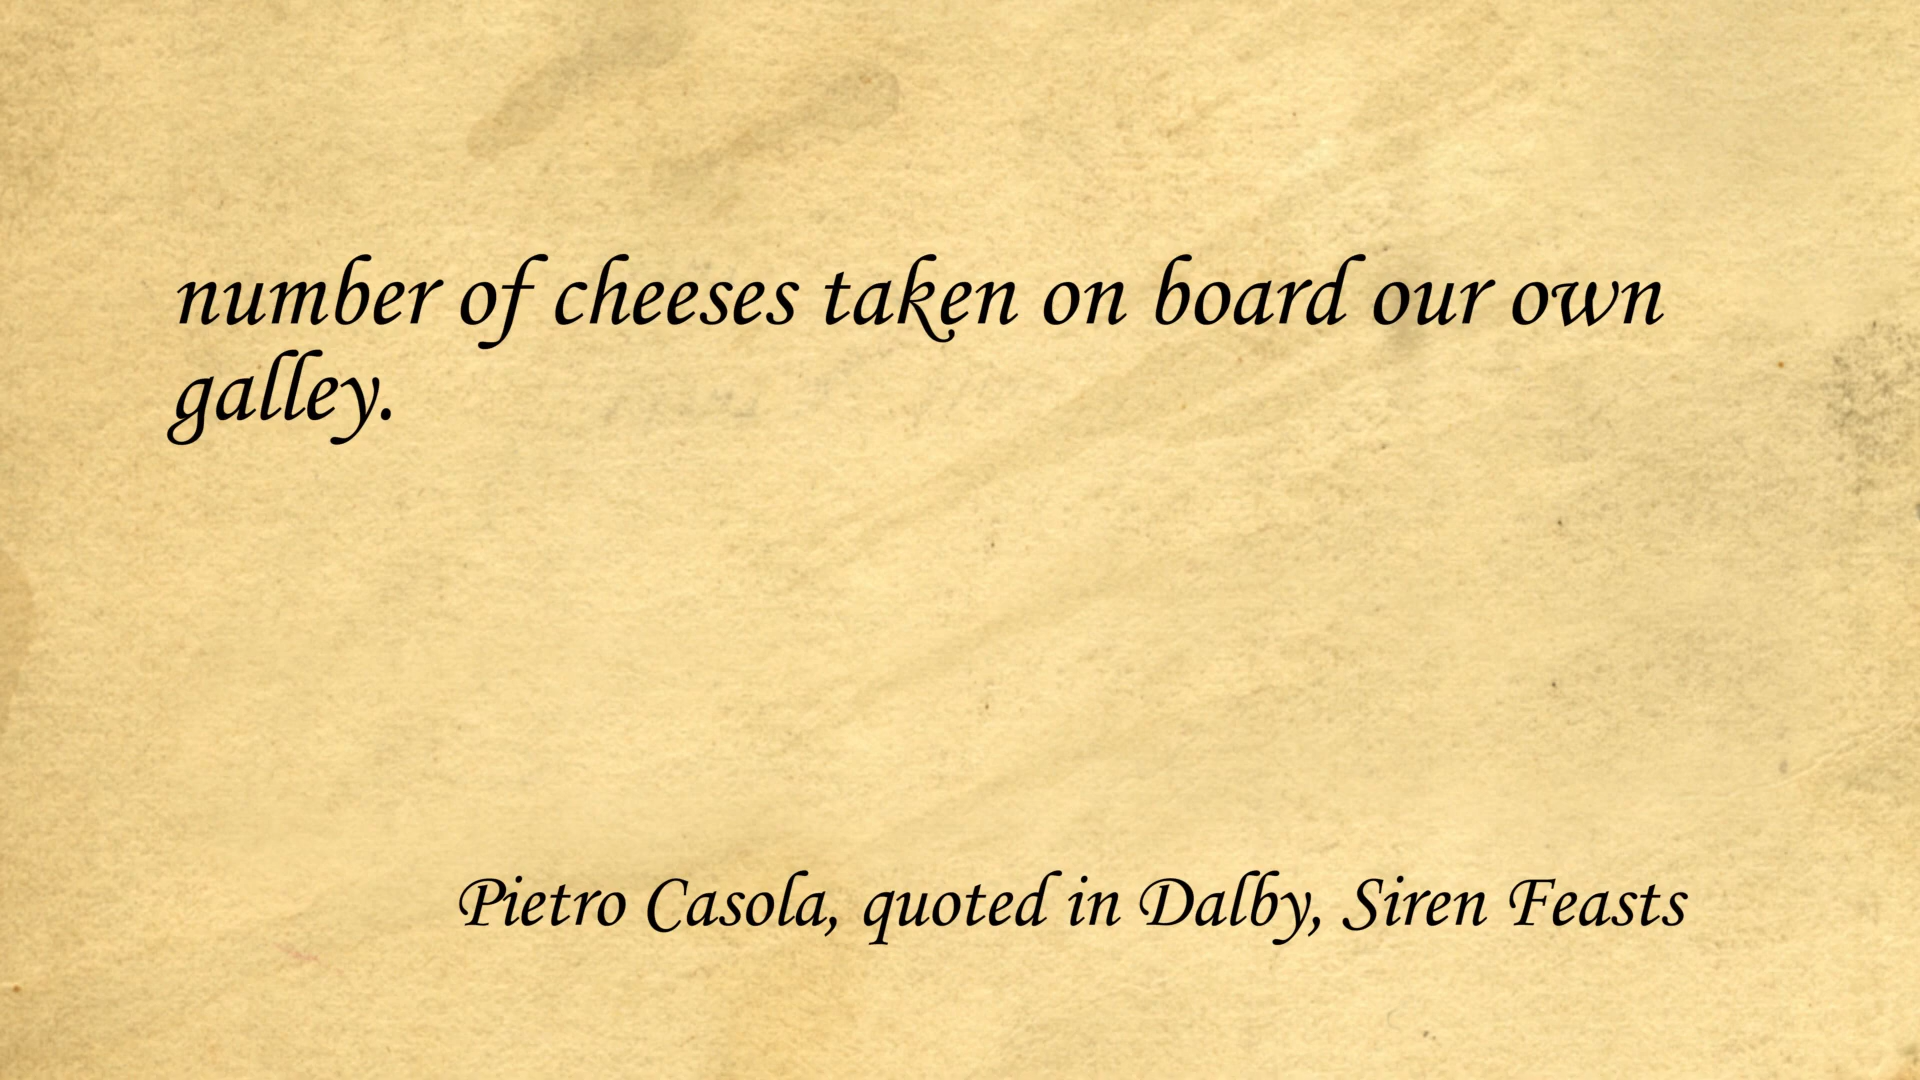 number of cheeses taken on board our own
galley.
Pietro Casola, quoted in Dalby, Siren Feasts